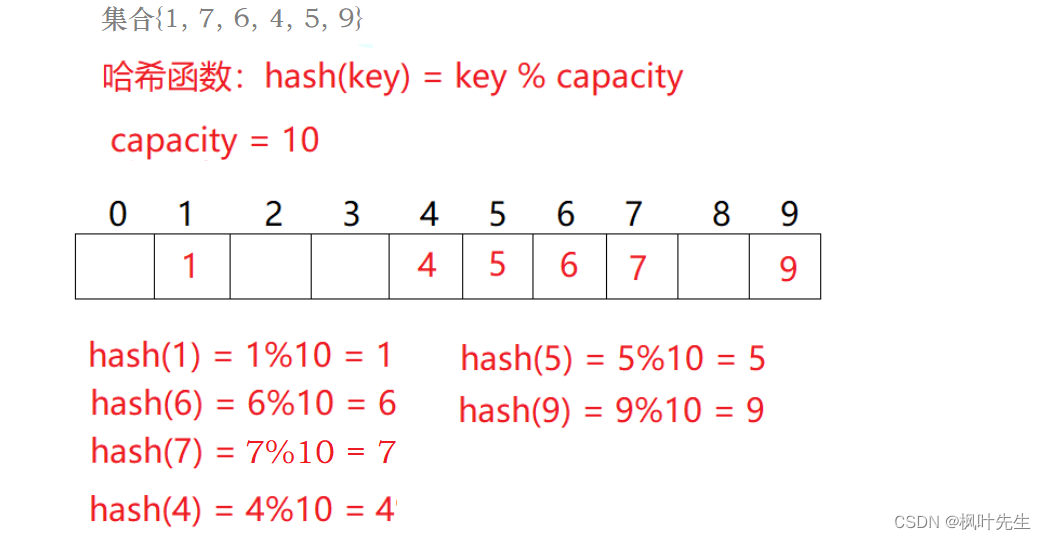 集合{1, 7, 6, 4, 5, 9}
哈希函数：hash(key) = key % capacity
capacity = 10
0 1 2 3 4 5 6 7 8 9
1 4 5 6 7 9
hash(1) = 1%10 = 1
hash(6) = 6%10 = 6
hash(7) = 7%10 = 7
hash(4) = 4%10 = 4
hash(5) = 5%10 = 5
hash(9) = 9%10 = 9
CSDN @枫叶先生